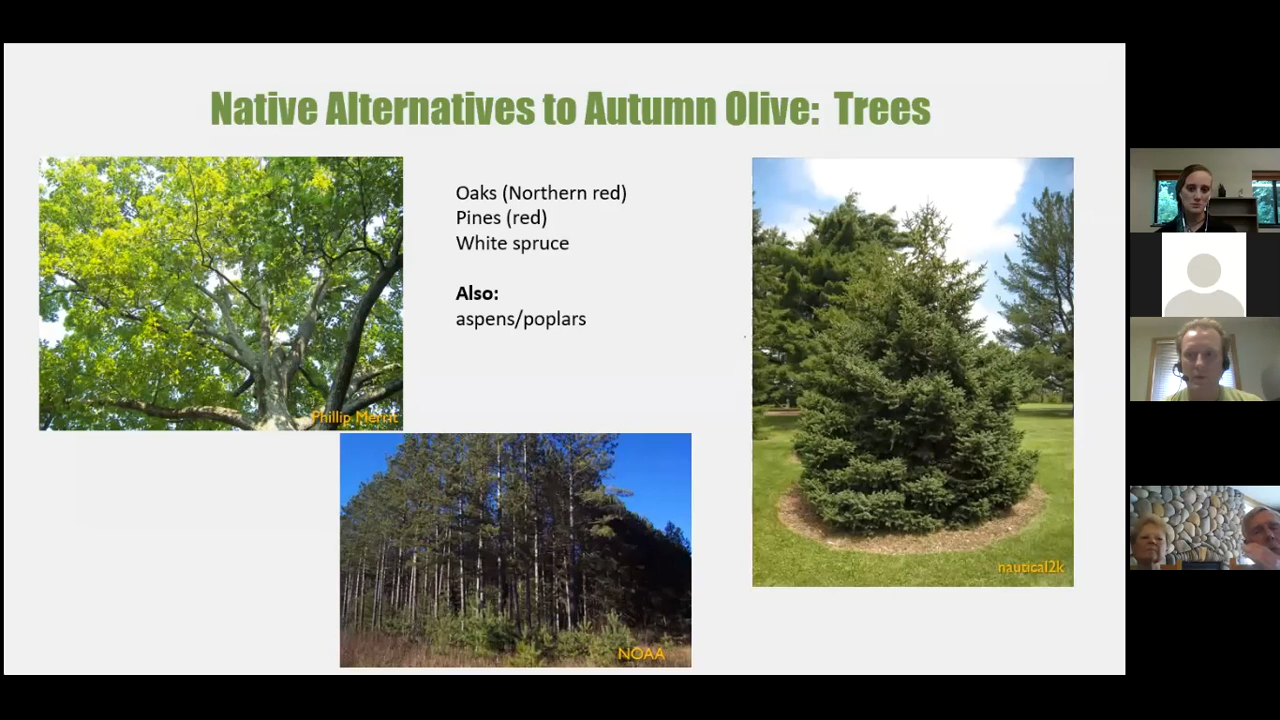 Native Alternatives to Autumn Olive: Trees
Oaks (Northern red)
Pines (red)
White spruce
Also:
aspens/poplars
Phillip Merrit
NOAA
nautical2k